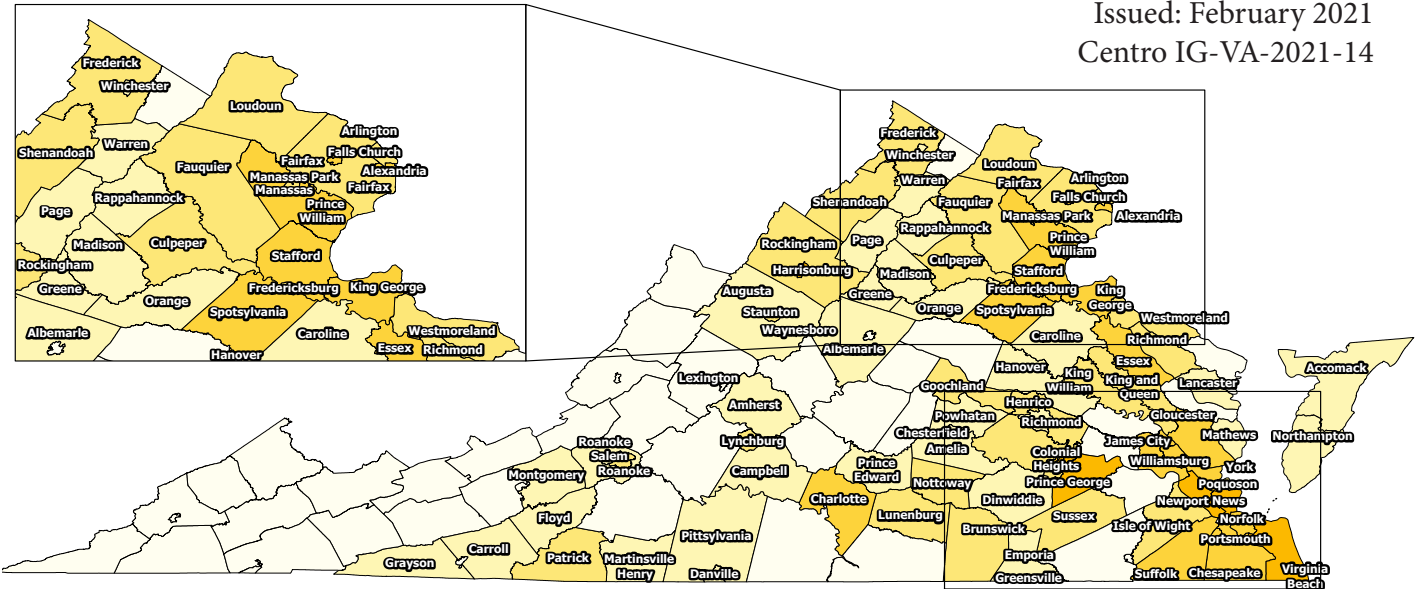 Issued: February 2021
Centro IG-VA-2021-14
Frederick
Winchester
Loudoun
Arlington
Shenandoah
Warren
Fairfax
Falls Church
Fauquier
Manassas Park
Alexandria
Manassas
Fairfax
Rappahannock
Prince
William
Page
Madison
Culpeper
Stafford
Rockingham
Greene
Fredericksburg
King George
Orange
Spotsylvania
Albemarle
Caroline
Westmoreland
Hanover
Essex
Richmond
Frederick
Winchester
Loudoun
Warren
Fairfax
Arlington
Shenandoah
Fauquier
Falls Church
Manassas Park
Alexandria
Rappahannock
Page
Prince
William
Rockingham
Culpeper
Harrisonburg
Madison
Stafford
Augusta
Greene
Fredericksburg
King
George
Staunton
Orange
Spotsylvania
Westmoreland
Waynesboro
Caroline
Richmond
Albemarle
Essex
Hanover
Accomack
Lexington
King
William
King and
Queen
Lancaster
Goochland
Amherst
Henrico
Powhatan
Gloucester
Richmond
Chesterfield
Mathews
Northampton
Roanoke
Lynchburg
Amelia
James City
Salem
Colonial
Heights
Roanoke
Prince
Edward
Williamsburg
York
Montgomery
Campbell
Nottoway
Prince George
Poquoson
Charlotte
Dinwiddie
Newport News
Floyd
Lunenburg
Sussex
Norfolk
Brunswick
Isle of Wight
Portsmouth
Pittsylvania
Carroll
Emporia
Patrick
Martinsville
Grayson
Henry
Danville
Greensville
Suffolk
Chesapeake
Virginia
Beach